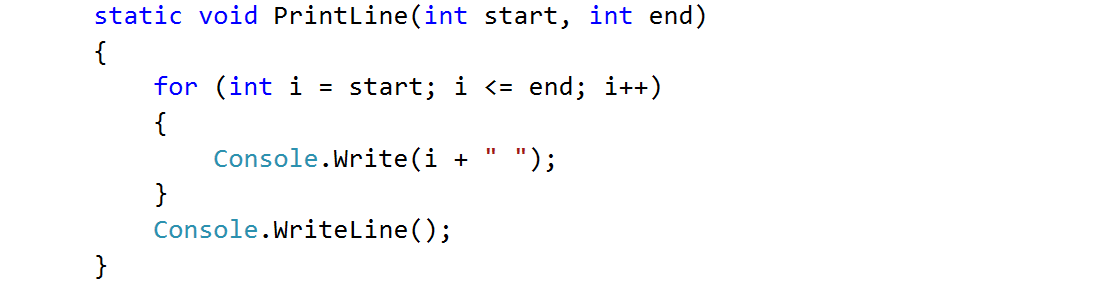 static void PrintLine(int start, int end)
{
    for (int i = start; i <= end; i++)
    {
        Console.Write(i + " ");
    }
    Console.WriteLine();
}